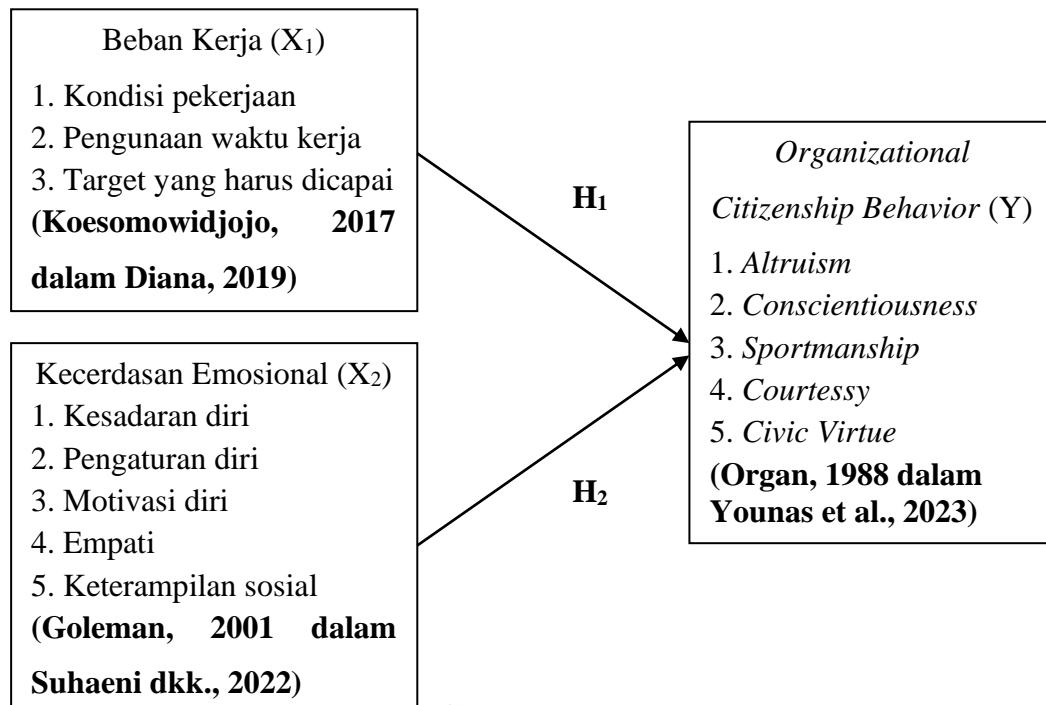 Beban Kerja (X₁)
1. Kondisi pekerjaan
2. Pengunaan waktu kerja
3. Target yang harus dicapai
(Koesomowidjojo, 2017
dalam Diana, 2019)
Kecerdasan Emosional (X₂)
1. Kesadaran diri
2. Pengaturan diri
3. Motivasi diri
4. Empati
5. Keterampilan sosial
(Goleman, 2001 dalam
Suhaeni dkk., 2022)
H₁
H₂
Organizational
Citizenship Behavior (Y)
1. Altruism
2. Conscientiousness
3. Sportmanship
4. Courtessy
5. Civic Virtue
(Organ, 1988 dalam
Younas et al., 2023)